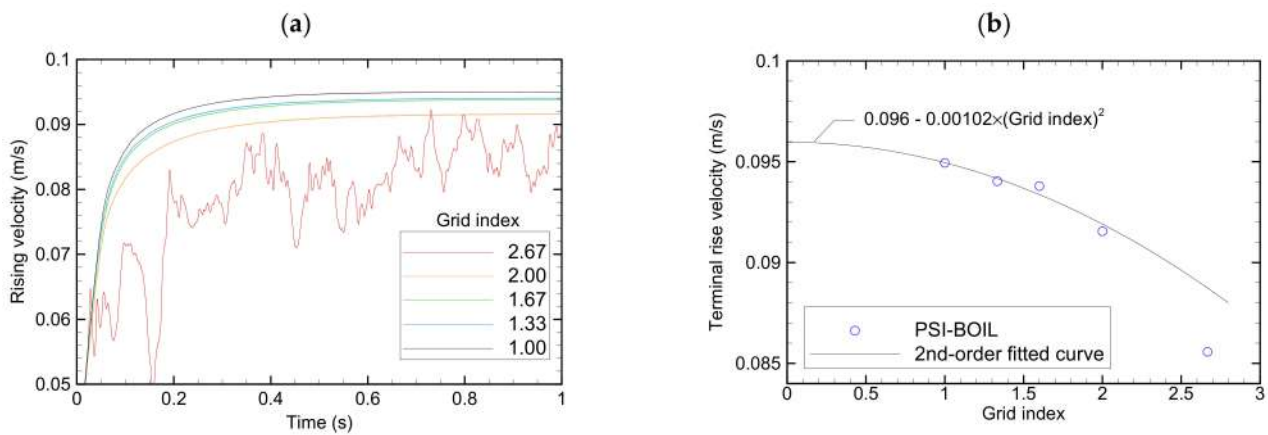 (a)
0.1
0.09
0.08
0.07
0.06
0.05
Rising velocity (m/s)
Grid index
2.67
2.00
1.67
1.33
1.00
0 0.2 0.4 0.6 0.8 1
Time (s)
(b)
0.1
0.095
0.09
0.085
Terminal rise velocity (m/s)
0.096 - 0.00102×(Grid index)²
PSI-BOIL
2nd-order fitted curve
0 0.5 1 1.5 2 2.5 3
Grid index